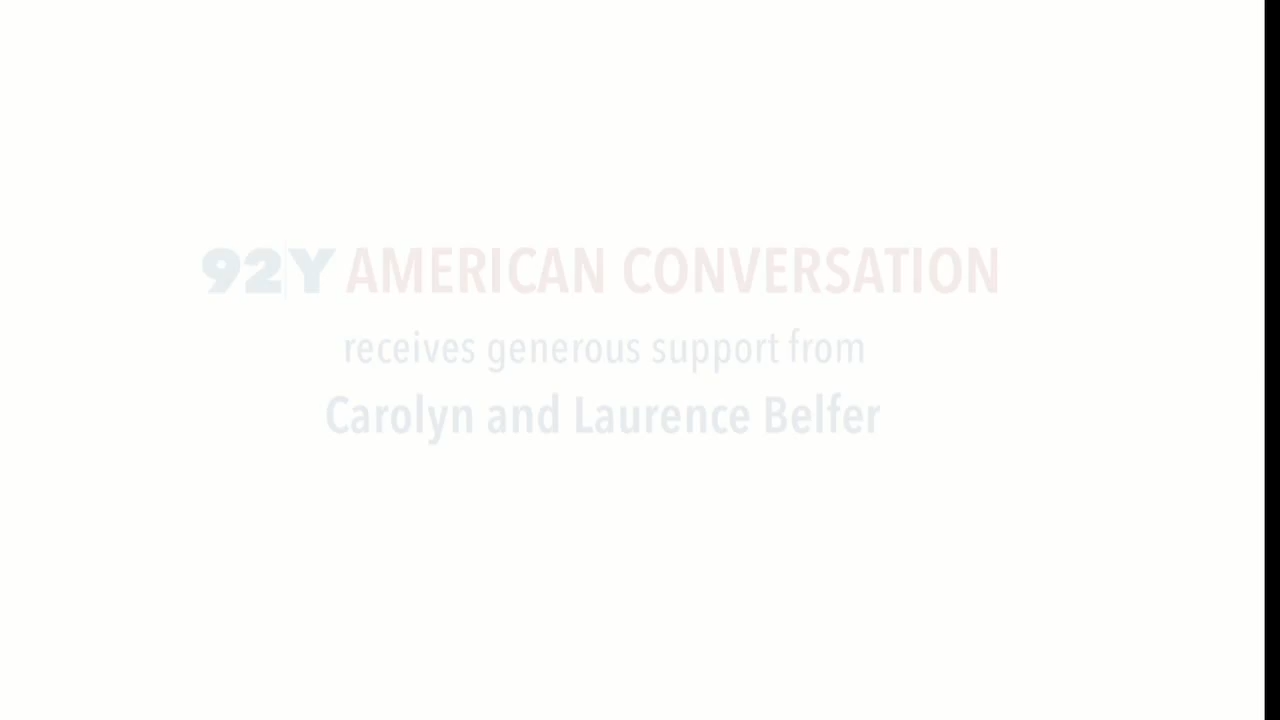 92Y AMERICAN CONVERSATION
receives generous support from
Carolyn and Laurence Belfer